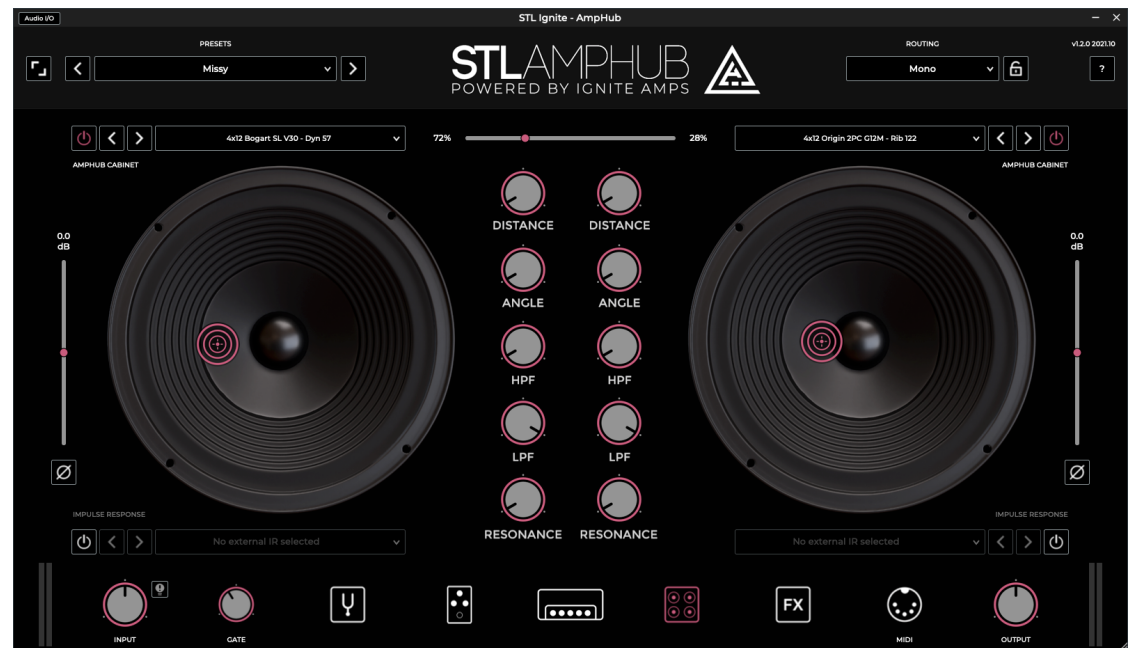 Audio I/O
STL Ignite - AmpHub
PRESETS
Missy
STLAMPHUB
POWERED BY IGNITE AMPS
ROUTING
v1.2.0 2021.10
Mono
?
4x12 Bogart SL V30 - Dyn 57
72%
28%
4x12 Origin 2PC G12M - Rib 122
AMPHUB CABINET
AMPHUB CABINET
DISTANCE DISTANCE
0.0
dB
0.0
dB
ANGLE ANGLE
HPF HPF
LPF LPF
IMPULSE RESPONSE
IMPULSE RESPONSE
RESONANCE RESONANCE
No external IR selected
No external IR selected
FX
INPUT
GATE
MIDI
OUTPUT